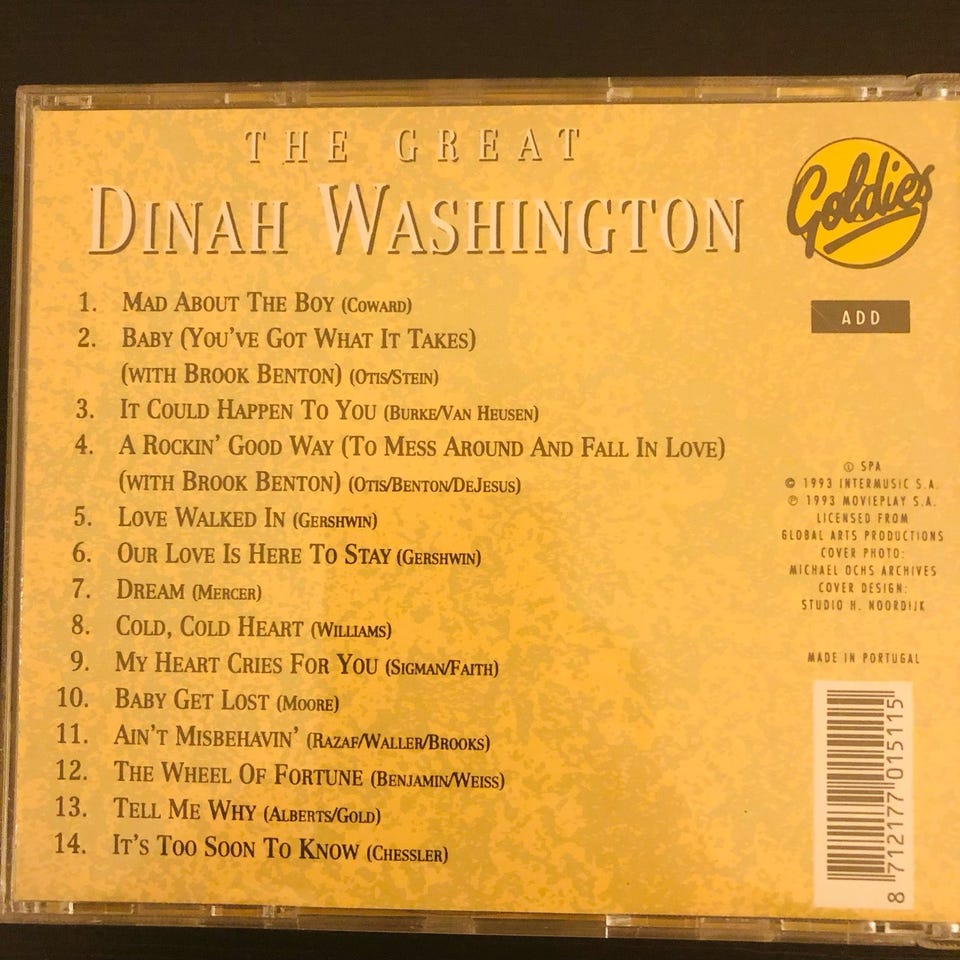 THE GREAT
DINAH WASHINGTON
Goldies
ADD
1. MAD ABOUT THE BOY (COWARD)
2. BABY (YOU'VE GOT WHAT IT TAKES)
(WITH BROOK BENTON) (OTIS/STEIN)
3. IT COULD HAPPEN TO YOU (BURKE/VAN HEUSEN)
4. A ROCKIN' GOOD WAY (TO MESS AROUND AND FALL IN LOVE)
(WITH BROOK BENTON) (OTIS/BENTON/DEJESUS)
5. LOVE WALKED IN (GERSHWIN)
6. OUR LOVE IS HERE TO STAY (GERSHWIN)
7. DREAM (MERCER)
8. COLD, COLD HEART (WILLIAMS)
9. MY HEART CRIES FOR YOU (SIGMAN/FAITH)
10. BABY GET LOST (MOORE)
11. AIN'T MISBEHAVIN' (RAZAF/WALLER/BROOKS)
12. THE WHEEL OF FORTUNE (BENJAMIN/WEISS)
13. TELL ME WHY (ALBERTS/GOLD)
14. IT'S TOO SOON TO KNOW (CHESSLER)
SPA
© 1993 INTERMUSIC S.A.
℗ 1993 MOVIEPLAY S.A.
LICENSED FROM
GLOBAL ARTS PRODUCTIONS
COVER PHOTO:
MICHAEL OCHS ARCHIVES
COVER DESIGN:
STUDIO H. NOORDIJK
MADE IN PORTUGAL
8 712177 015115